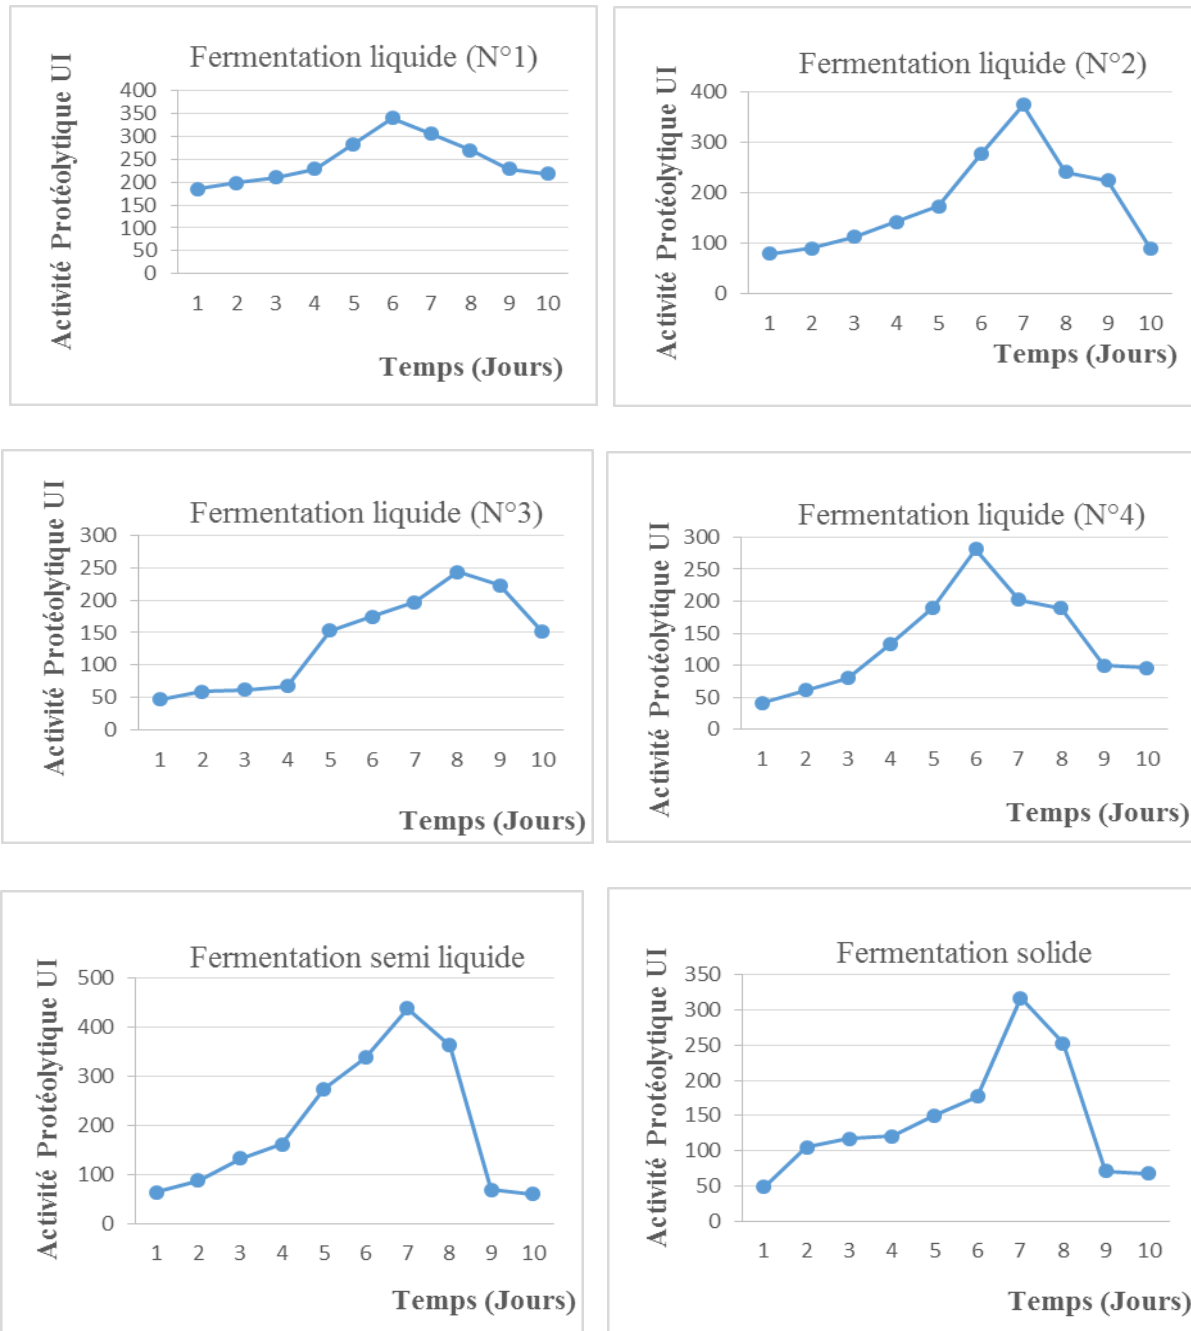 Fermentation liquide (N°1)
Activité Protéolytique UI
400
350
300
250
200
150
100
50
0
1 2 3 4 5 6 7 8 9 10
Temps (Jours)
Fermentation liquide (N°2)
Activité Protéolytique UI
400
300
200
100
0
1 2 3 4 5 6 7 8 9 10
Temps (Jours)
Fermentation liquide (N°3)
Activité Protéolytique UI
300
250
200
150
100
50
0
1 2 3 4 5 6 7 8 9 10
Temps (Jours)
Fermentation liquide (N°4)
Activité Protéolytique UI
300
250
200
150
100
50
0
1 2 3 4 5 6 7 8 9 10
Temps (Jours)
Fermentation semi liquide
Activité Protéolytique UI
500
400
300
200
100
0
1 2 3 4 5 6 7 8 9 10
Temps (Jours)
Fermentation solide
Activité Protéolytique UI
350
300
250
200
150
100
50
0
1 2 3 4 5 6 7 8 9 10
Temps (Jours)